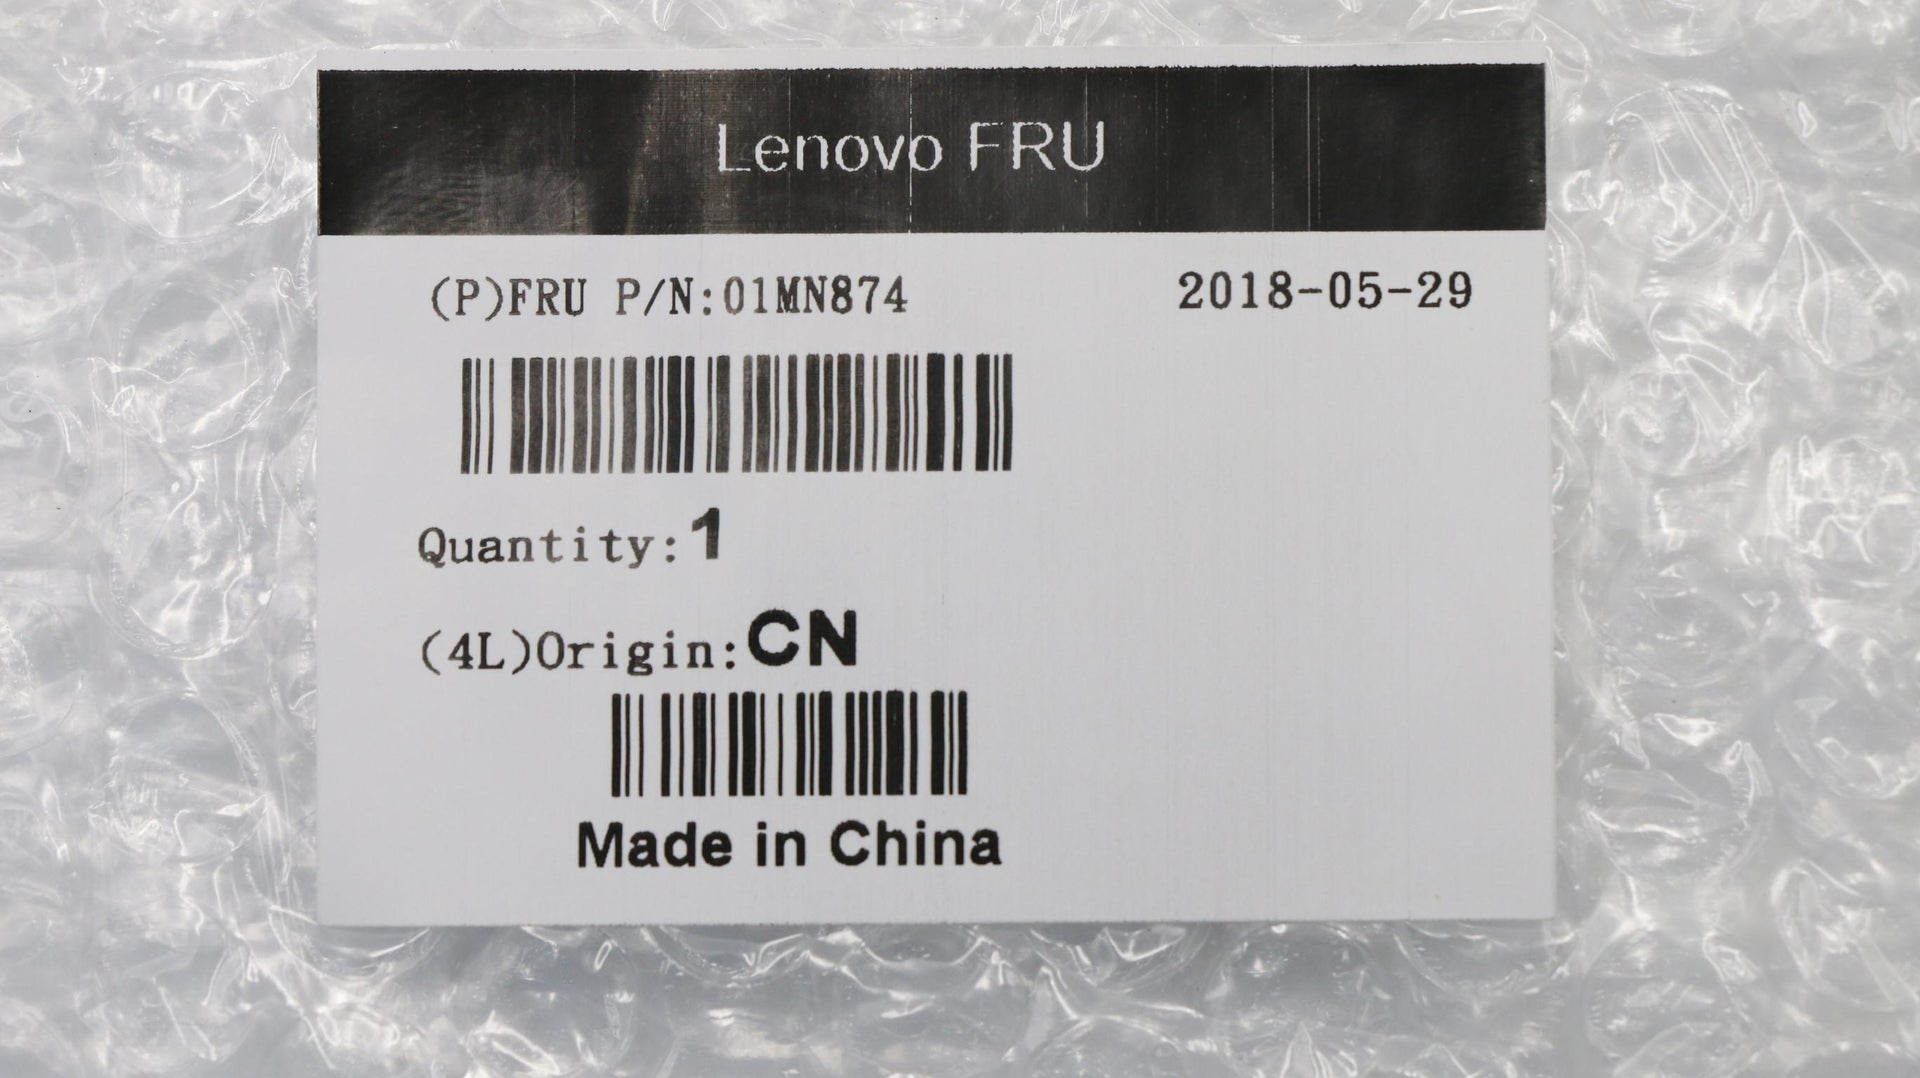 Lenovo FRU
(P)FRU P/N:01MN874 2018-05-29
Quantity:1
(4L)Origin:CN
Made in China